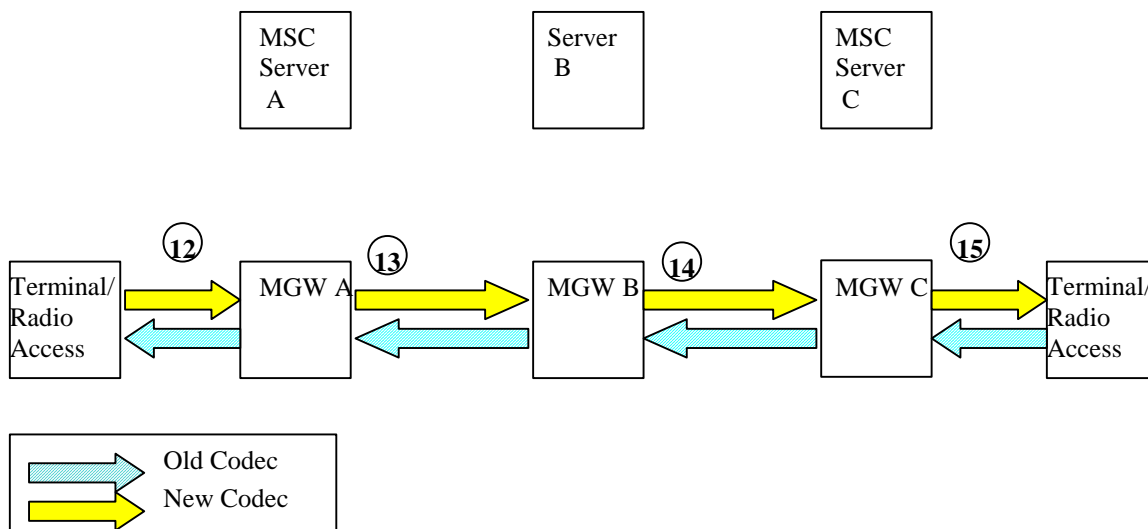 MSC
Server
A
Server
B
MSC
Server
C
12
13
14
15
Terminal/
Radio
Access
MGW A
MGW B
MGW C
Terminal/
Radio
Access
Old Codec
New Codec